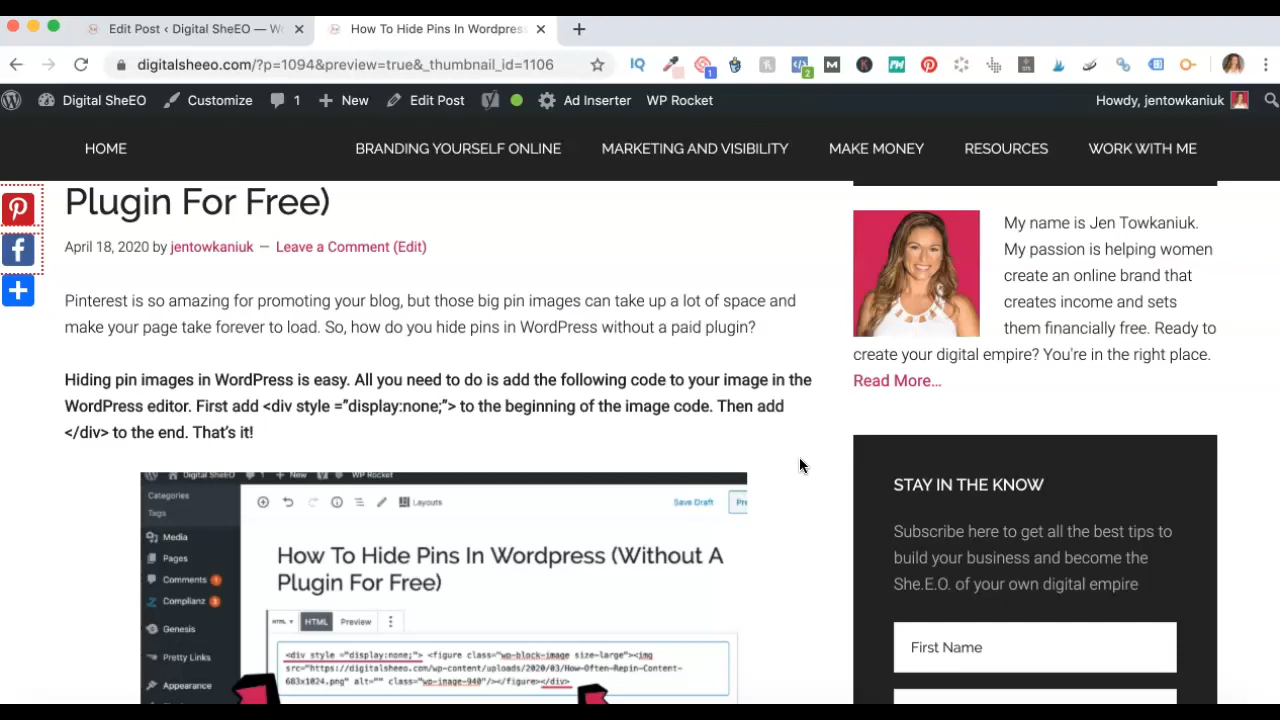 Edit Post ‹ Digital SheEO — W
How To Hide Pins In Wordpress
digitalsheeo.com/?p=1094&preview=true&_thumbnail_id=1106
IQ
1
2
Digital SheEO
Customize
1
New
Edit Post
Ad Inserter
WP Rocket
Howdy, jentowkaniuk
HOME
BRANDING YOURSELF ONLINE
MARKETING AND VISIBILITY
MAKE MONEY
RESOURCES
WORK WITH ME
Plugin For Free)
April 18, 2020 by jentowkaniuk — Leave a Comment (Edit)
Pinterest is so amazing for promoting your blog, but those big pin images can take up a lot of space and
make your page take forever to load. So, how do you hide pins in WordPress without a paid plugin?
Hiding pin images in WordPress is easy. All you need to do is add the following code to your image in the
WordPress editor. First add <div style ="display:none;"> to the beginning of the image code. Then add
</div> to the end. That's it!
Digital SheEO
1
New
WP Rocket
Categories
Tags
Media
Pages
Comments 1
Complianz 3
Genesis
Pretty Links
Appearance
Layouts
Save Draft
Pre
How To Hide Pins In Wordpress (Without A
Plugin For Free)
HTML
HTML
Preview
<div style ="display:none;"> <figure class="wp-block-image size-large"><img
src="https://digitalsheeo.com/wp-content/uploads/2020/03/How-Often-Repin-Content-
683x1024.png" alt="" class="wp-image-940"/></figure></div>
My name is Jen Towkaniuk.
My passion is helping women
create an online brand that
creates income and sets
them financially free. Ready to
create your digital empire? You're in the right place.
Read More…
STAY IN THE KNOW
Subscribe here to get all the best tips to
build your business and become the
She.E.O. of your own digital empire
First Name